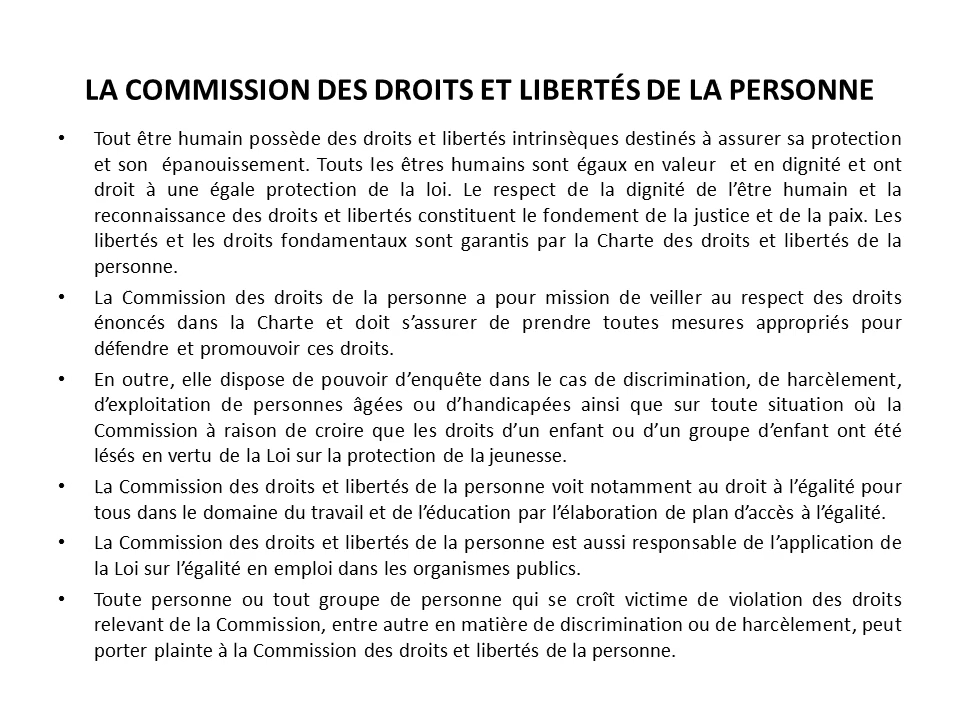 LA COMMISSION DES DROITS ET LIBERTÉS DE LA PERSONNE
• Tout être humain possède des droits et libertés intrinsèques destinés à assurer sa protection
et son épanouissement. Touts les êtres humains sont égaux en valeur et en dignité et ont
droit à une égale protection de la loi. Le respect de la dignité de l’être humain et la
reconnaissance des droits et libertés constituent le fondement de la justice et de la paix. Les
libertés et les droits fondamentaux sont garantis par la Charte des droits et libertés de la
personne.
• La Commission des droits de la personne a pour mission de veiller au respect des droits
énoncés dans la Charte et doit s’assurer de prendre toutes mesures appropriés pour
défendre et promouvoir ces droits.
• En outre, elle dispose de pouvoir d’enquête dans le cas de discrimination, de harcèlement,
d’exploitation de personnes âgées ou d’handicapées ainsi que sur toute situation où la
Commission à raison de croire que les droits d’un enfant ou d’un groupe d’enfant ont été
lésés en vertu de la Loi sur la protection de la jeunesse.
• La Commission des droits et libertés de la personne voit notamment au droit à l’égalité pour
tous dans le domaine du travail et de l’éducation par l’élaboration de plan d’accès à l’égalité.
• La Commission des droits et libertés de la personne est aussi responsable de l’application de
la Loi sur l’égalité en emploi dans les organismes publics.
• Toute personne ou tout groupe de personne qui se croît victime de violation des droits
relevant de la Commission, entre autre en matière de discrimination ou de harcèlement, peut
porter plainte à la Commission des droits et libertés de la personne.